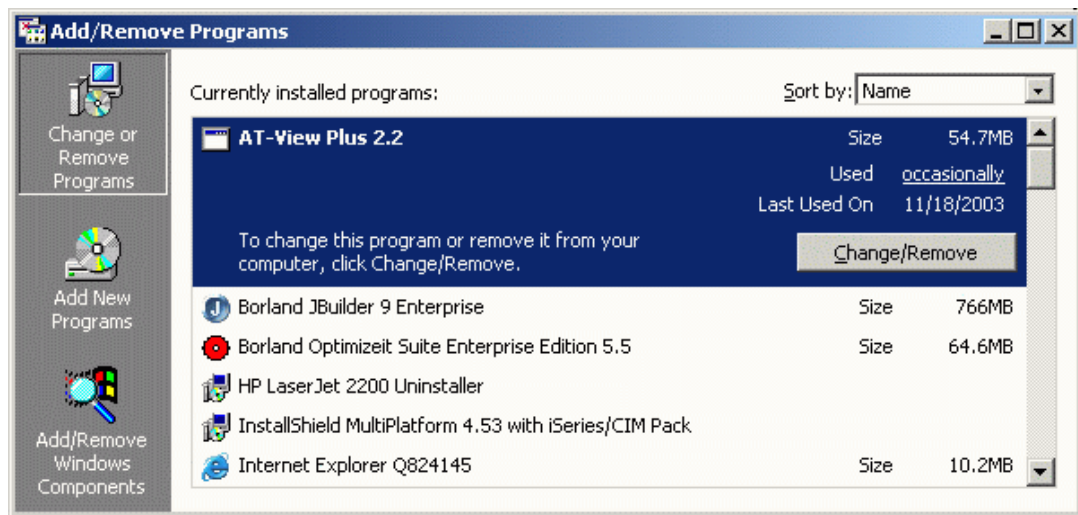 Add/Remove Programs
Change or
Remove
Programs
Add New
Programs
Add/Remove
Windows
Components
Currently installed programs:
Sort by: Name
AT-View Plus 2.2 Size 54.7MB
Used occasionally
Last Used On 11/18/2003
To change this program or remove it from your
computer, click Change/Remove.
Change/Remove
Borland JBuilder 9 Enterprise Size 766MB
Borland Optimizeit Suite Enterprise Edition 5.5 Size 64.6MB
HP LaserJet 2200 Uninstaller
InstallShield MultiPlatform 4.53 with iSeries/CIM Pack
Internet Explorer Q824145 Size 10.2MB